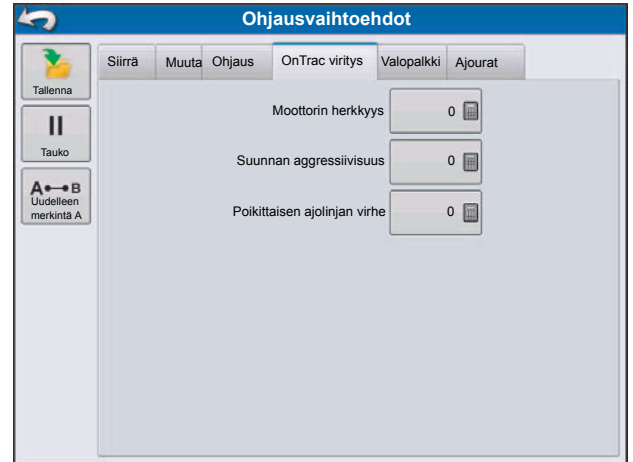 Ohjausvaihtoehdot
Siirrä
Muuta
Ohjaus
OnTrac viritys
Valopalkki
Ajourat
Tallenna
Tauko
A B
Uudelleen
merkintä A
Moottorin herkkyys 0
Suunnan aggressiivisuus 0
Poikittaisen ajolinjan virhe 0